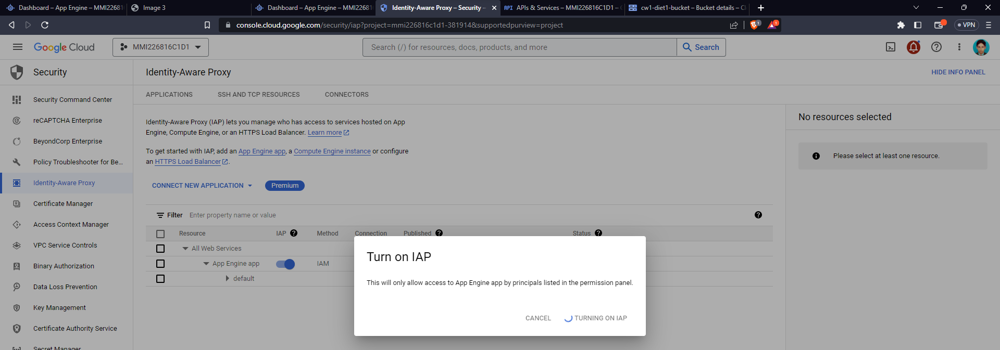 Dashboard – App Engine – MMI22681
Image 3
Dashboard – App Engine – MMI22681
Identity-Aware Proxy – Security –
API APIs & Services – MMI226816C1D1 –
cw1-diet1-bucket – Bucket details – C
console.cloud.google.com/security/iap?project=mmi226816c1d1-381914&supportedpurview=project
1
1
VPN
Google Cloud
MMI226816C1D1
Search (/) for resources, docs, products, and more
Search
Security
Identity-Aware Proxy
HIDE INFO PANEL
Security Command Center
reCAPTCHA Enterprise
BeyondCorp Enterprise
Policy Troubleshooter for Be...
Identity-Aware Proxy
Certificate Manager
Access Context Manager
VPC Service Controls
Binary Authorization
Data Loss Prevention
Key Management
Certificate Authority Service
Secret Manager
APPLICATIONS
SSH AND TCP RESOURCES
CONNECTORS
Identity-Aware Proxy (IAP) lets you manage who has access to services hosted on App
Engine, Compute Engine, or an HTTPS Load Balancer. Learn more
To get started with IAP, add an App Engine app, a Compute Engine instance or configure
an HTTPS Load Balancer.
CONNECT NEW APPLICATION
Premium
Filter Enter property name or value
Resource IAP Method Connection Published Status
All Web Services
App Engine app IAM
default
Turn on IAP
This will only allow access to App Engine app by principals listed in the permission panel.
CANCEL TURNING ON IAP
No resources selected
Please select at least one resource.